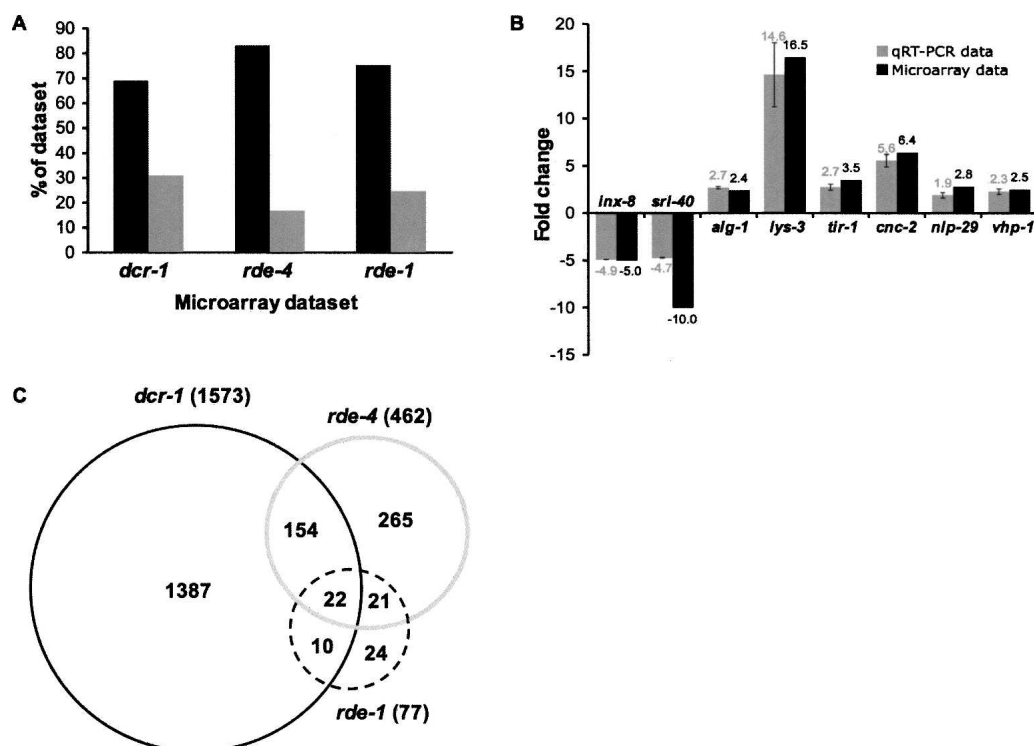 A
% of dataset
90
80
70
60
50
40
30
20
10
0
dcr-1 rde-4 rde-1
Microarray dataset
B
Fold change
20
15
10
5
0
-5
-10
-15
qRT-PCR data
Microarray data
14.6 16.5
5.6 6.4
2.7 2.4 2.7 3.5 1.9 2.8 2.3 2.5
inx-8 srl-40
alg-1 lys-3 tir-1 cnc-2 nlp-29 vhp-1
-4.9 -5.0 -4.7
-10.0
C
dcr-1 (1573)
rde-4 (462)
154 265
1387
22 21
10 24
rde-1 (77)